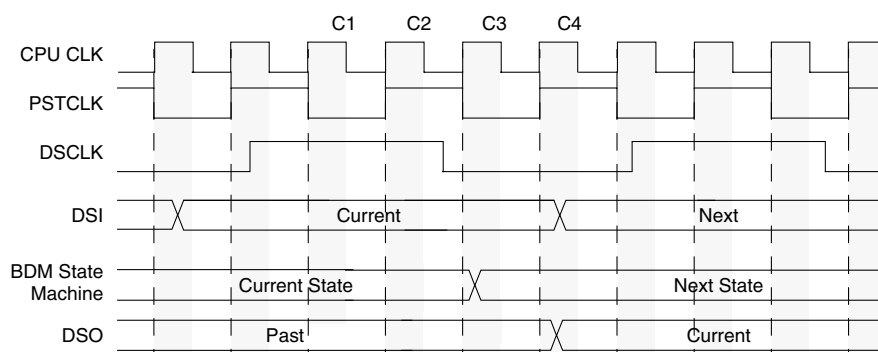 C1 C2 C3 C4
CPU CLK
PSTCLK
DSCLK
DSI Current Next
BDM State
Machine Current State Next State
DSO Past Current